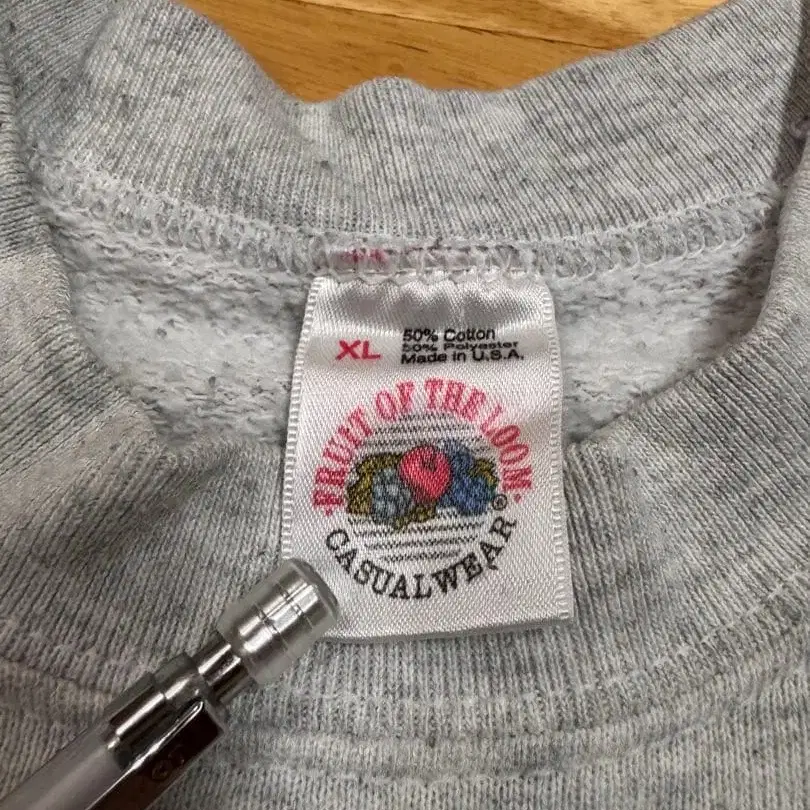 XL
50% Cotton
50% Polyester
Made in U.S.A.
FRUIT OF THE LOOM
®
CASUALWEAR